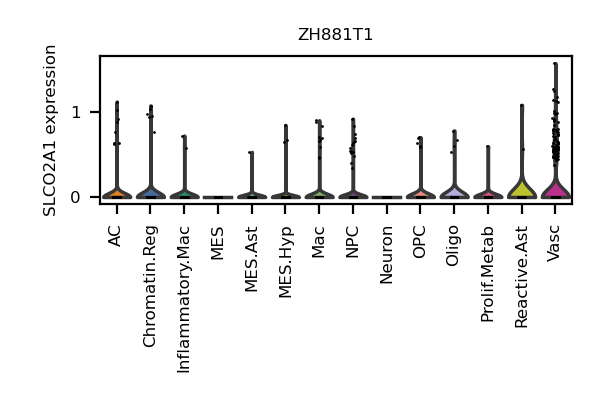 ZH881T1
SLCO2A1 expression
1
0
AC
Chromatin.Reg
Inflammatory.Mac
MES
MES.Ast
MES.Hyp
Mac
NPC
Neuron
OPC
Oligo
Prolif.Metab
Reactive.Ast
Vasc